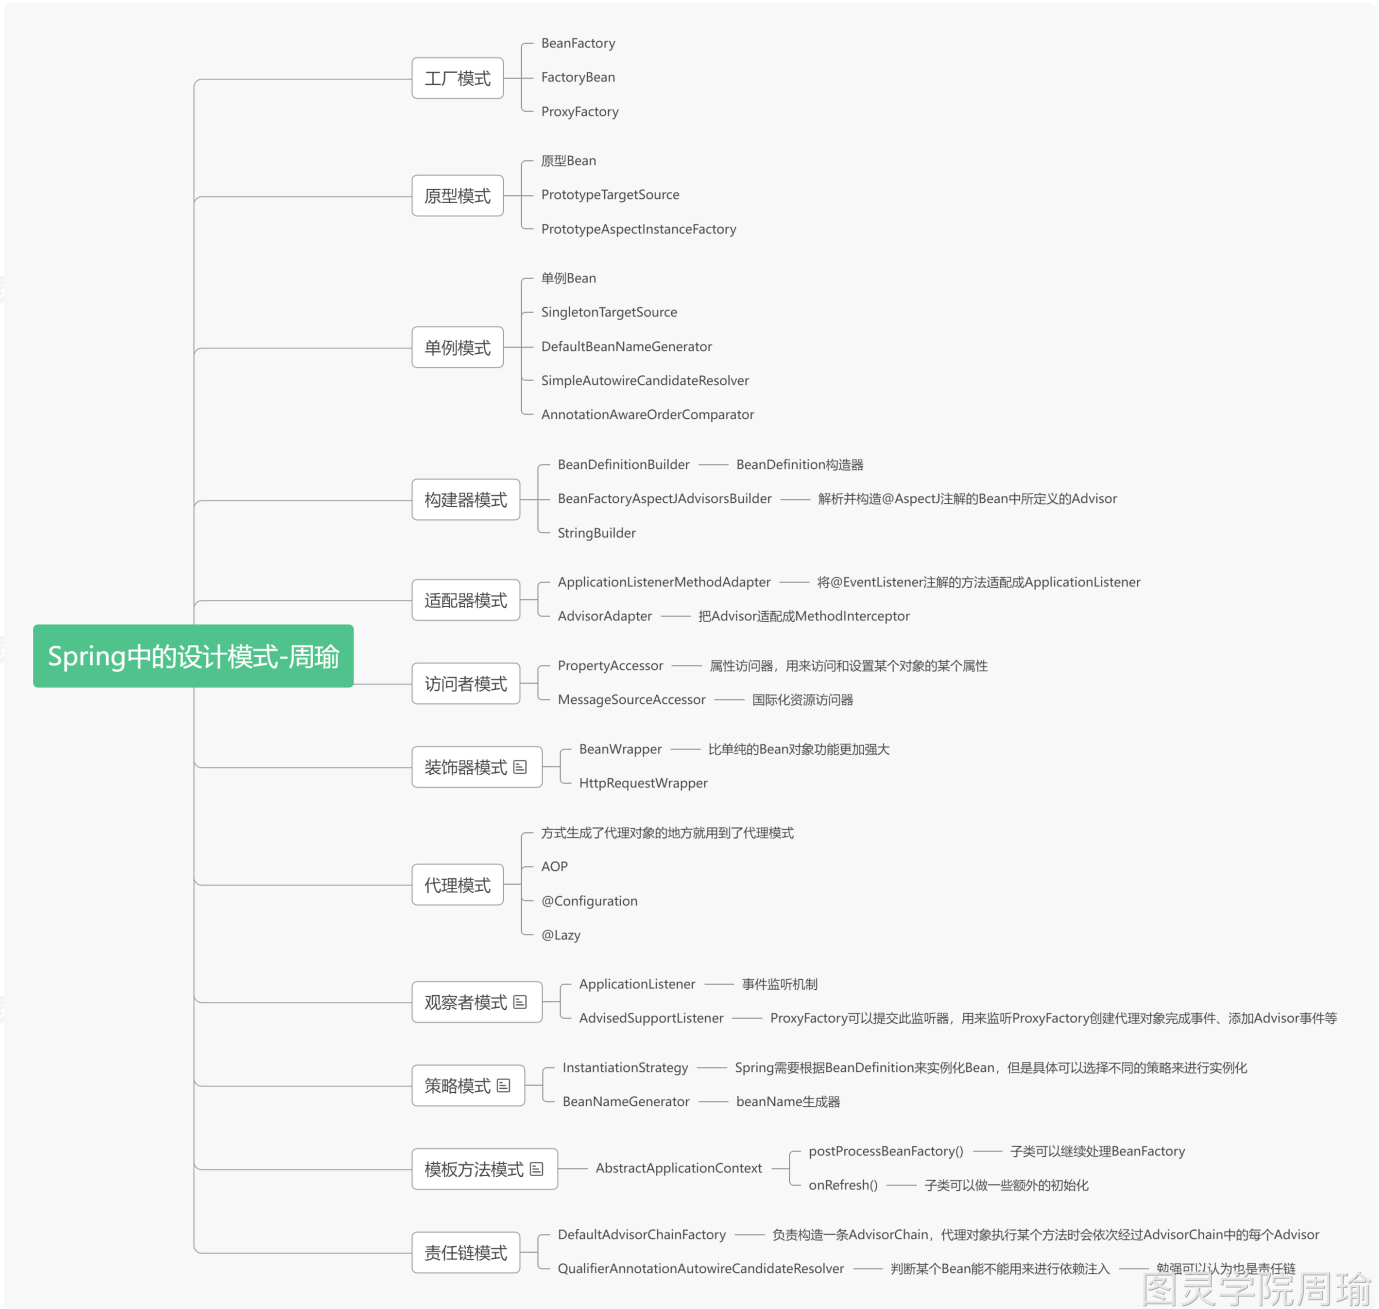 Spring中的设计模式-周瑜
工厂模式
BeanFactory
FactoryBean
ProxyFactory
原型模式
原型Bean
PrototypeTargetSource
PrototypeAspectInstanceFactory
单例模式
单例Bean
SingletonTargetSource
DefaultBeanNameGenerator
SimpleAutowireCandidateResolver
AnnotationAwareOrderComparator
构建器模式
BeanDefinitionBuilder BeanDefinition构造器
BeanFactoryAspectJAdvisorsBuilder 解析并构造@AspectJ注解的Bean中所定义的Advisor
StringBuilder
适配器模式
ApplicationListenerMethodAdapter 将@EventListener注解的方法适配成ApplicationListener
AdvisorAdapter 把Advisor适配成MethodInterceptor
访问者模式
PropertyAccessor 属性访问器，用来访问和设置某个对象的某个属性
MessageSourceAccessor 国际化资源访问器
装饰器模式
BeanWrapper 比单纯的Bean对象功能更加强大
HttpRequestWrapper
代理模式
方式生成了代理对象的地方就用到了代理模式
AOP
@Configuration
@Lazy
观察者模式
ApplicationListener 事件监听机制
AdvisedSupportListener ProxyFactory可以提交此监听器，用来监听ProxyFactory创建代理对象完成事件、添加Advisor事件等
策略模式
InstantiationStrategy Spring需要根据BeanDefinition来实例化Bean，但是具体可以选择不同的策略来进行实例化
BeanNameGenerator beanName生成器
模板方法模式
AbstractApplicationContext
postProcessBeanFactory() 子类可以继续处理BeanFactory
onRefresh() 子类可以做一些额外的初始化
责任链模式
DefaultAdvisorChainFactory 负责构造一条AdvisorChain，代理对象执行某个方法时会依次经过AdvisorChain中的每个Advisor
QualifierAnnotationAutowireCandidateResolver 判断某个Bean能不能用来进行依赖注入 勉强可以认为也是责任链
图灵学院周瑜